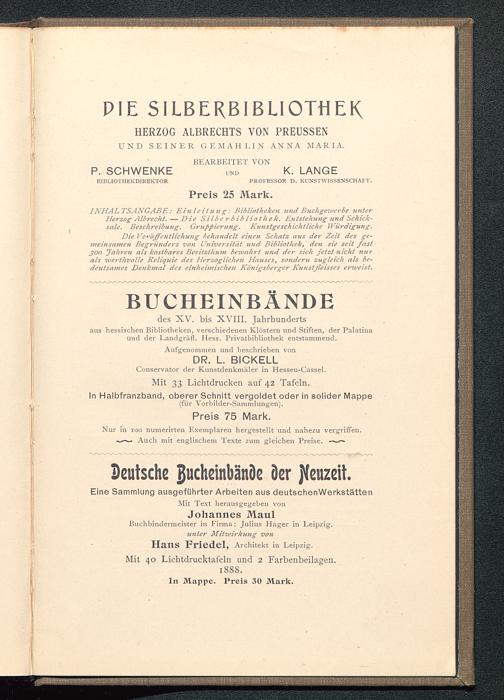 DIE SILBERBIBLIOTHEK
HERZOG ALBRECHTS VON PREUSSEN
UND SEINER GEMAHLIN ANNA MARIA.
BEARBEITET VON
P. SCHWENKE UND K. LANGE
BIBLIOTHEKDIREKTOR PROFESSOR D. KUNSTWISSENSCHAFT.
Preis 25 Mark.
INHALTSANGABE: Einleitung: Bibliotheken und Buchgewerbe unter
Herzog Albrecht. — Die Silberbibliothek. Entstehung und Schick-
sale. Beschreibung. Gruppierung. Kunstgeschichtliche Würdigung.
Die Veröffentlichung behandelt einen Schatz aus der Zeit des ge-
meinsamen Begründers von Universität und Bibliothek, den sie seit fast
300 Jahren als kostbares Besitzthum bewahrt und der sich jetzt nicht nur
als werthvolle Reliquie des Herzoglichen Hauses, sondern zugleich als be-
deutsames Denkmal des einheimischen Königsberger Kunstfleisses erweist.
BUCHEINBÄNDE
des XV. bis XVIII. Jahrhunderts
aus hessischen Bibliotheken, verschiedenen Klöstern und Stiften, der Palatina
und der Landgräfl. Hess. Privatbibliothek entstammend.
Aufgenommen und beschrieben von
DR. L. BICKELL
Conservator der Kunstdenkmäler in Hessen-Cassel.
Mit 33 Lichtdrucken auf 42 Tafeln.
In Halbfranzband, oberer Schnitt vergoldet oder in solider Mappe
(für Vorbilder-Sammlungen).
Preis 75 Mark.
Nur in 100 numerirten Exemplaren hergestellt und nahezu vergriffen.
Auch mit englischem Texte zum gleichen Preise.
Deutsche Bucheinbände der Neuzeit.
Eine Sammlung ausgeführter Arbeiten aus deutschenWerkstätten
Mit Text herausgegeben von
Johannes Maul
Buchbindermeister in Firma: Julius Hager in Leipzig.
unter Mitwirkung von
Hans Friedel, Architekt in Leipzig.
Mit 40 Lichtdrucktafeln und 2 Farbenbeilagen.
1888.
In Mappe. Preis 30 Mark.